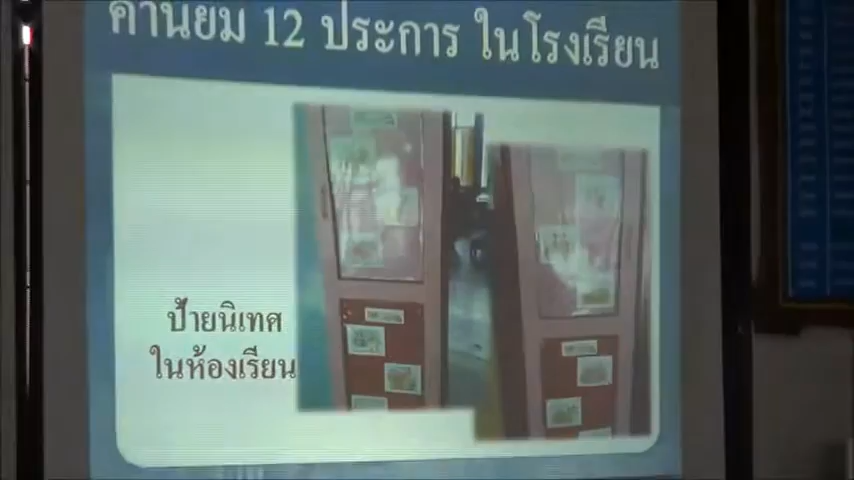 ค่านิยม 12 ประการ ในโรงเรียน
ป้ายนิเทศ
ในห้องเรียน